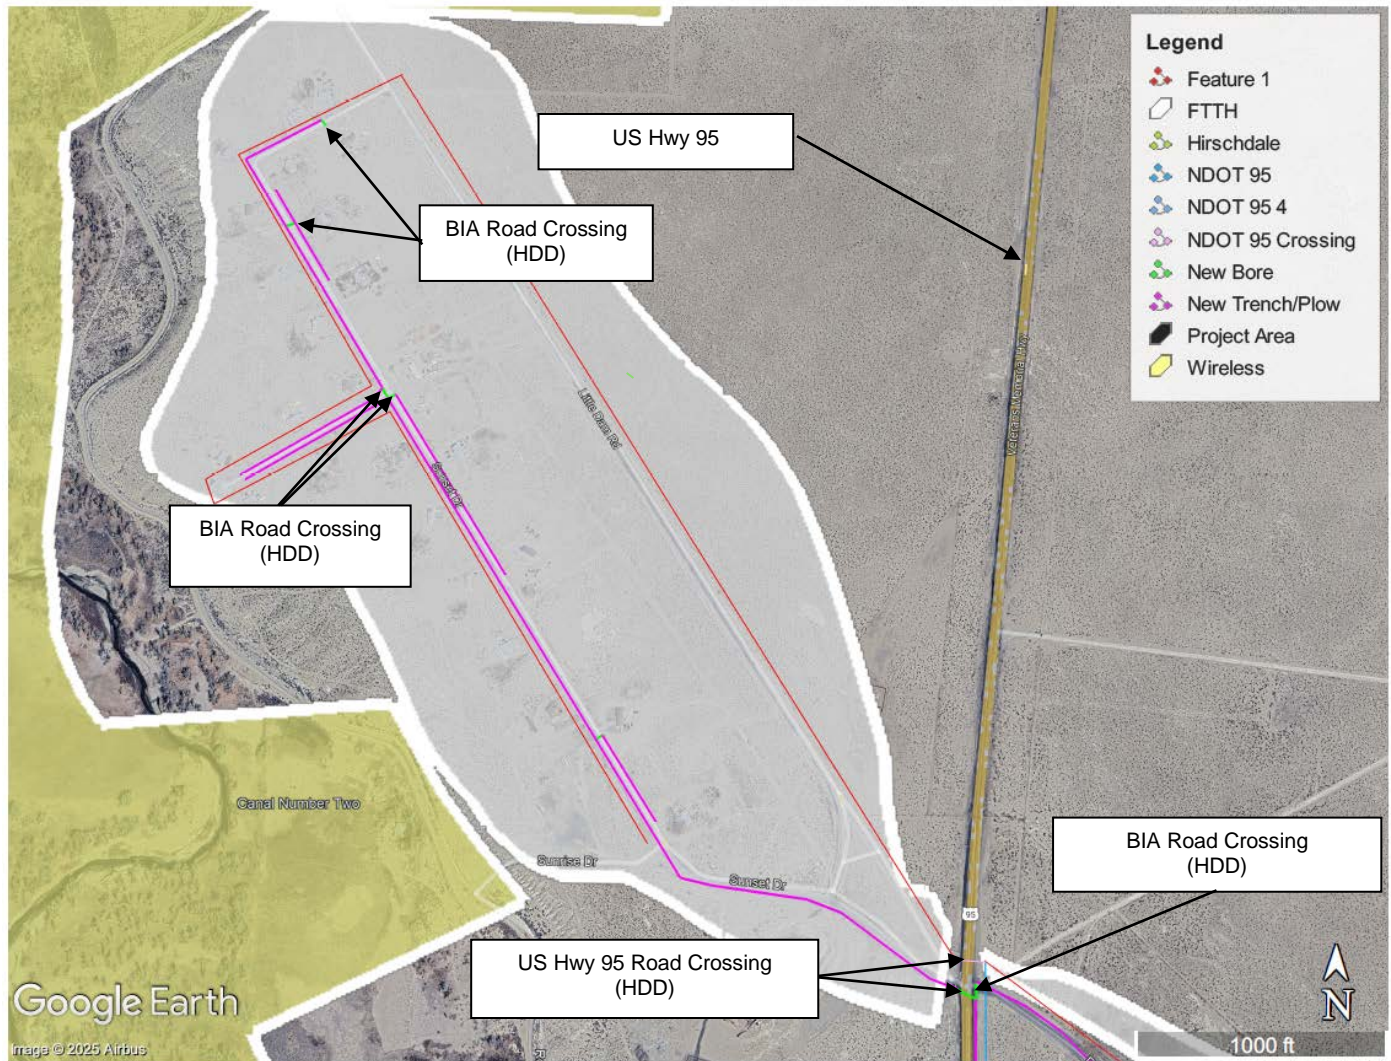 Legend
Feature 1
FTTH
Hirschdale
NDOT 95
NDOT 95 4
NDOT 95 Crossing
New Bore
New Trench/Plow
Project Area
Wireless
US Hwy 95
BIA Road Crossing
(HDD)
Veterans Memorial Hwy
Little Dam Rd
Sunset Dr
BIA Road Crossing
(HDD)
Canal Number Two
Sunrise Dr
Sunset Dr
BIA Road Crossing
(HDD)
95
US Hwy 95 Road Crossing
(HDD)
N
Google Earth
Image © 2025 Airbus
1000 ft